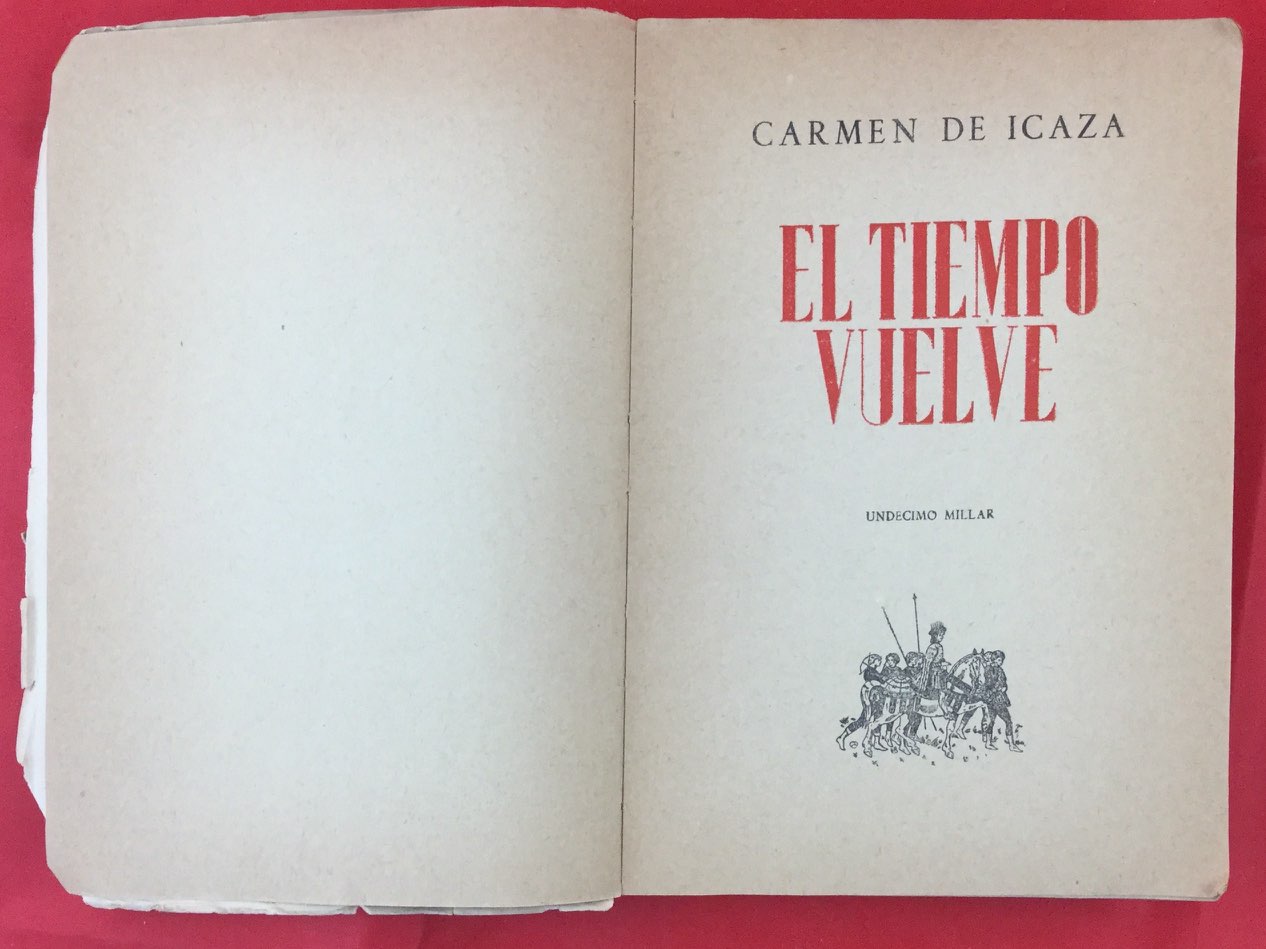 CARMEN DE ICAZA
EL TIEMPO
VUELVE
UNDECIMO MILLAR